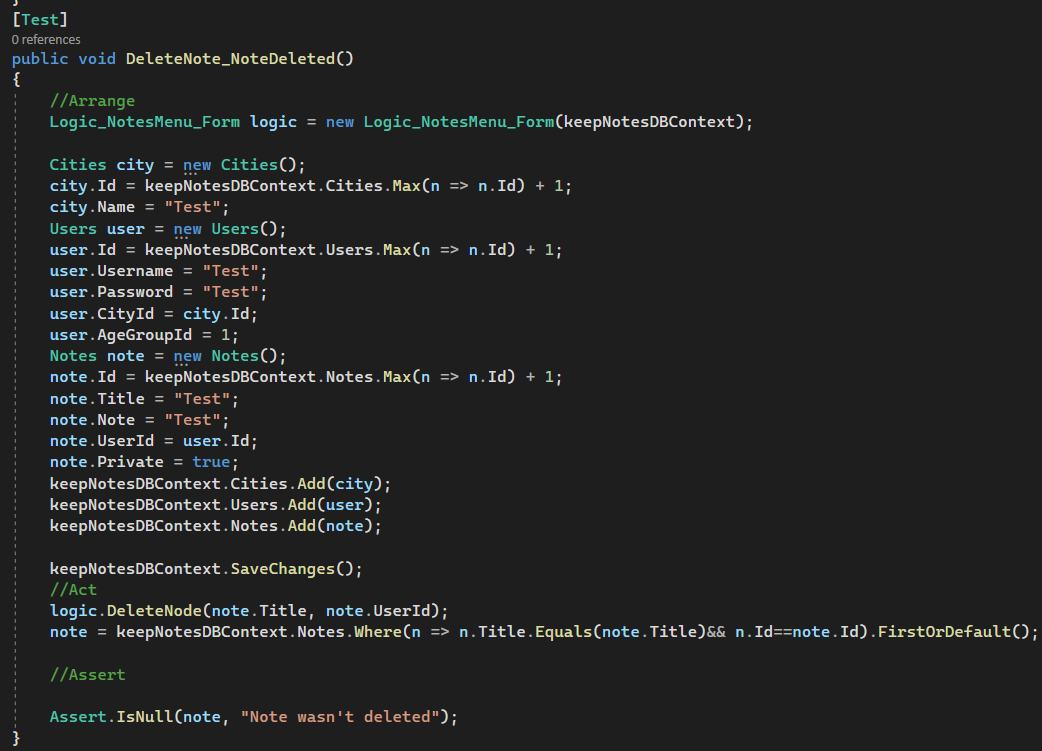 }
[Test]
0 references
public void DeleteNote_NoteDeleted()
{
//Arrange
Logic_NotesMenu_Form logic = new Logic_NotesMenu_Form(keepNotesDBContext);
Cities city = new Cities();
city.Id = keepNotesDBContext.Cities.Max(n => n.Id) + 1;
city.Name = "Test";
Users user = new Users();
user.Id = keepNotesDBContext.Users.Max(n => n.Id) + 1;
user.Username = "Test";
user.Password = "Test";
user.CityId = city.Id;
user.AgeGroupId = 1;
Notes note = new Notes();
note.Id = keepNotesDBContext.Notes.Max(n => n.Id) + 1;
note.Title = "Test";
note.Note = "Test";
note.UserId = user.Id;
note.Private = true;
keepNotesDBContext.Cities.Add(city);
keepNotesDBContext.Users.Add(user);
keepNotesDBContext.Notes.Add(note);
keepNotesDBContext.SaveChanges();
//Act
logic.DeleteNode(note.Title, note.UserId);
note = keepNotesDBContext.Notes.Where(n => n.Title.Equals(note.Title)&& n.Id==note.Id).FirstOrDefault();
//Assert
Assert.IsNull(note, "Note wasn't deleted");
}